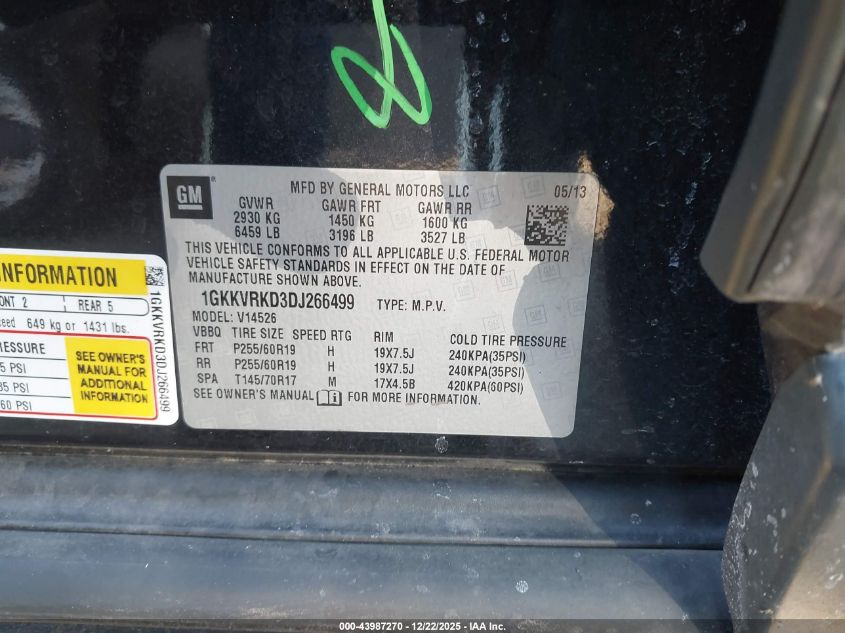 GM
MFD BY GENERAL MOTORS LLC 05/13
GVWR GAWR FRT GAWR RR
2930 KG 1450 KG 1600 KG
6459 LB 3196 LB 3527 LB
THIS VEHICLE CONFORMS TO ALL APPLICABLE U.S. FEDERAL MOTOR
VEHICLE SAFETY STANDARDS IN EFFECT ON THE DATE OF
MANUFACTURE SHOWN ABOVE.
1GKKVRKD3DJ266499 TYPE: M.P.V.
MODEL: V14526
VBBQ TIRE SIZE SPEED RTG RIM COLD TIRE PRESSURE
FRT P255/60R19 H 19X7.5J 240KPA(35PSI)
RR P255/60R19 H 19X7.5J 240KPA(35PSI)
SPA T145/70R17 M 17X4.5B 420KPA(60PSI)
SEE OWNER'S MANUAL i FOR MORE INFORMATION.
INFORMATION
ONT 2 REAR 5
ceed 649 kg or 1431 lbs.
PRESSURE
5 PSI
35 PSI
60 PSI
SEE OWNER'S
MANUAL FOR
ADDITIONAL
INFORMATION
1GKKVRKD3DJ266499
000-43987270 - 12/22/2025 - IAA Inc.